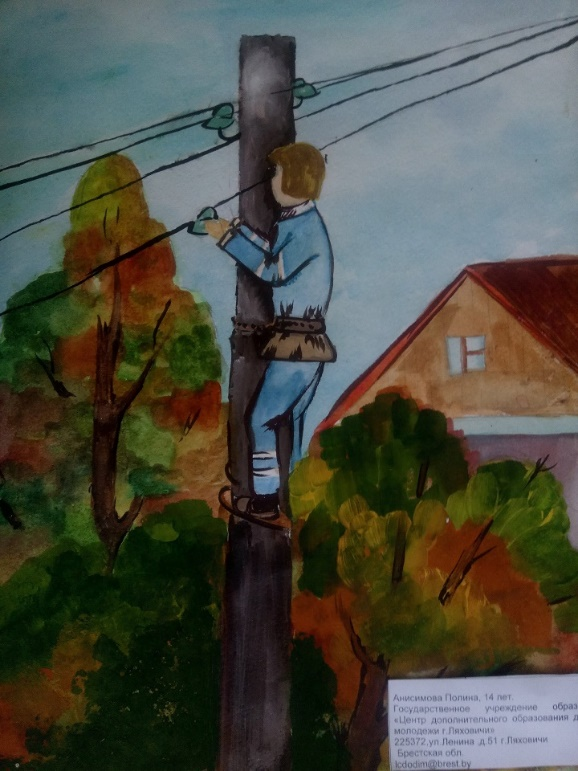 Анисимова Полина, 14 лет.
Государственное учреждение образ
«Центр дополнительного образования д
молодежи г.Ляховичи»
225372,ул.Ленина д.51 г.Ляховичи
Брестская обл.
lcdodim@brest.by